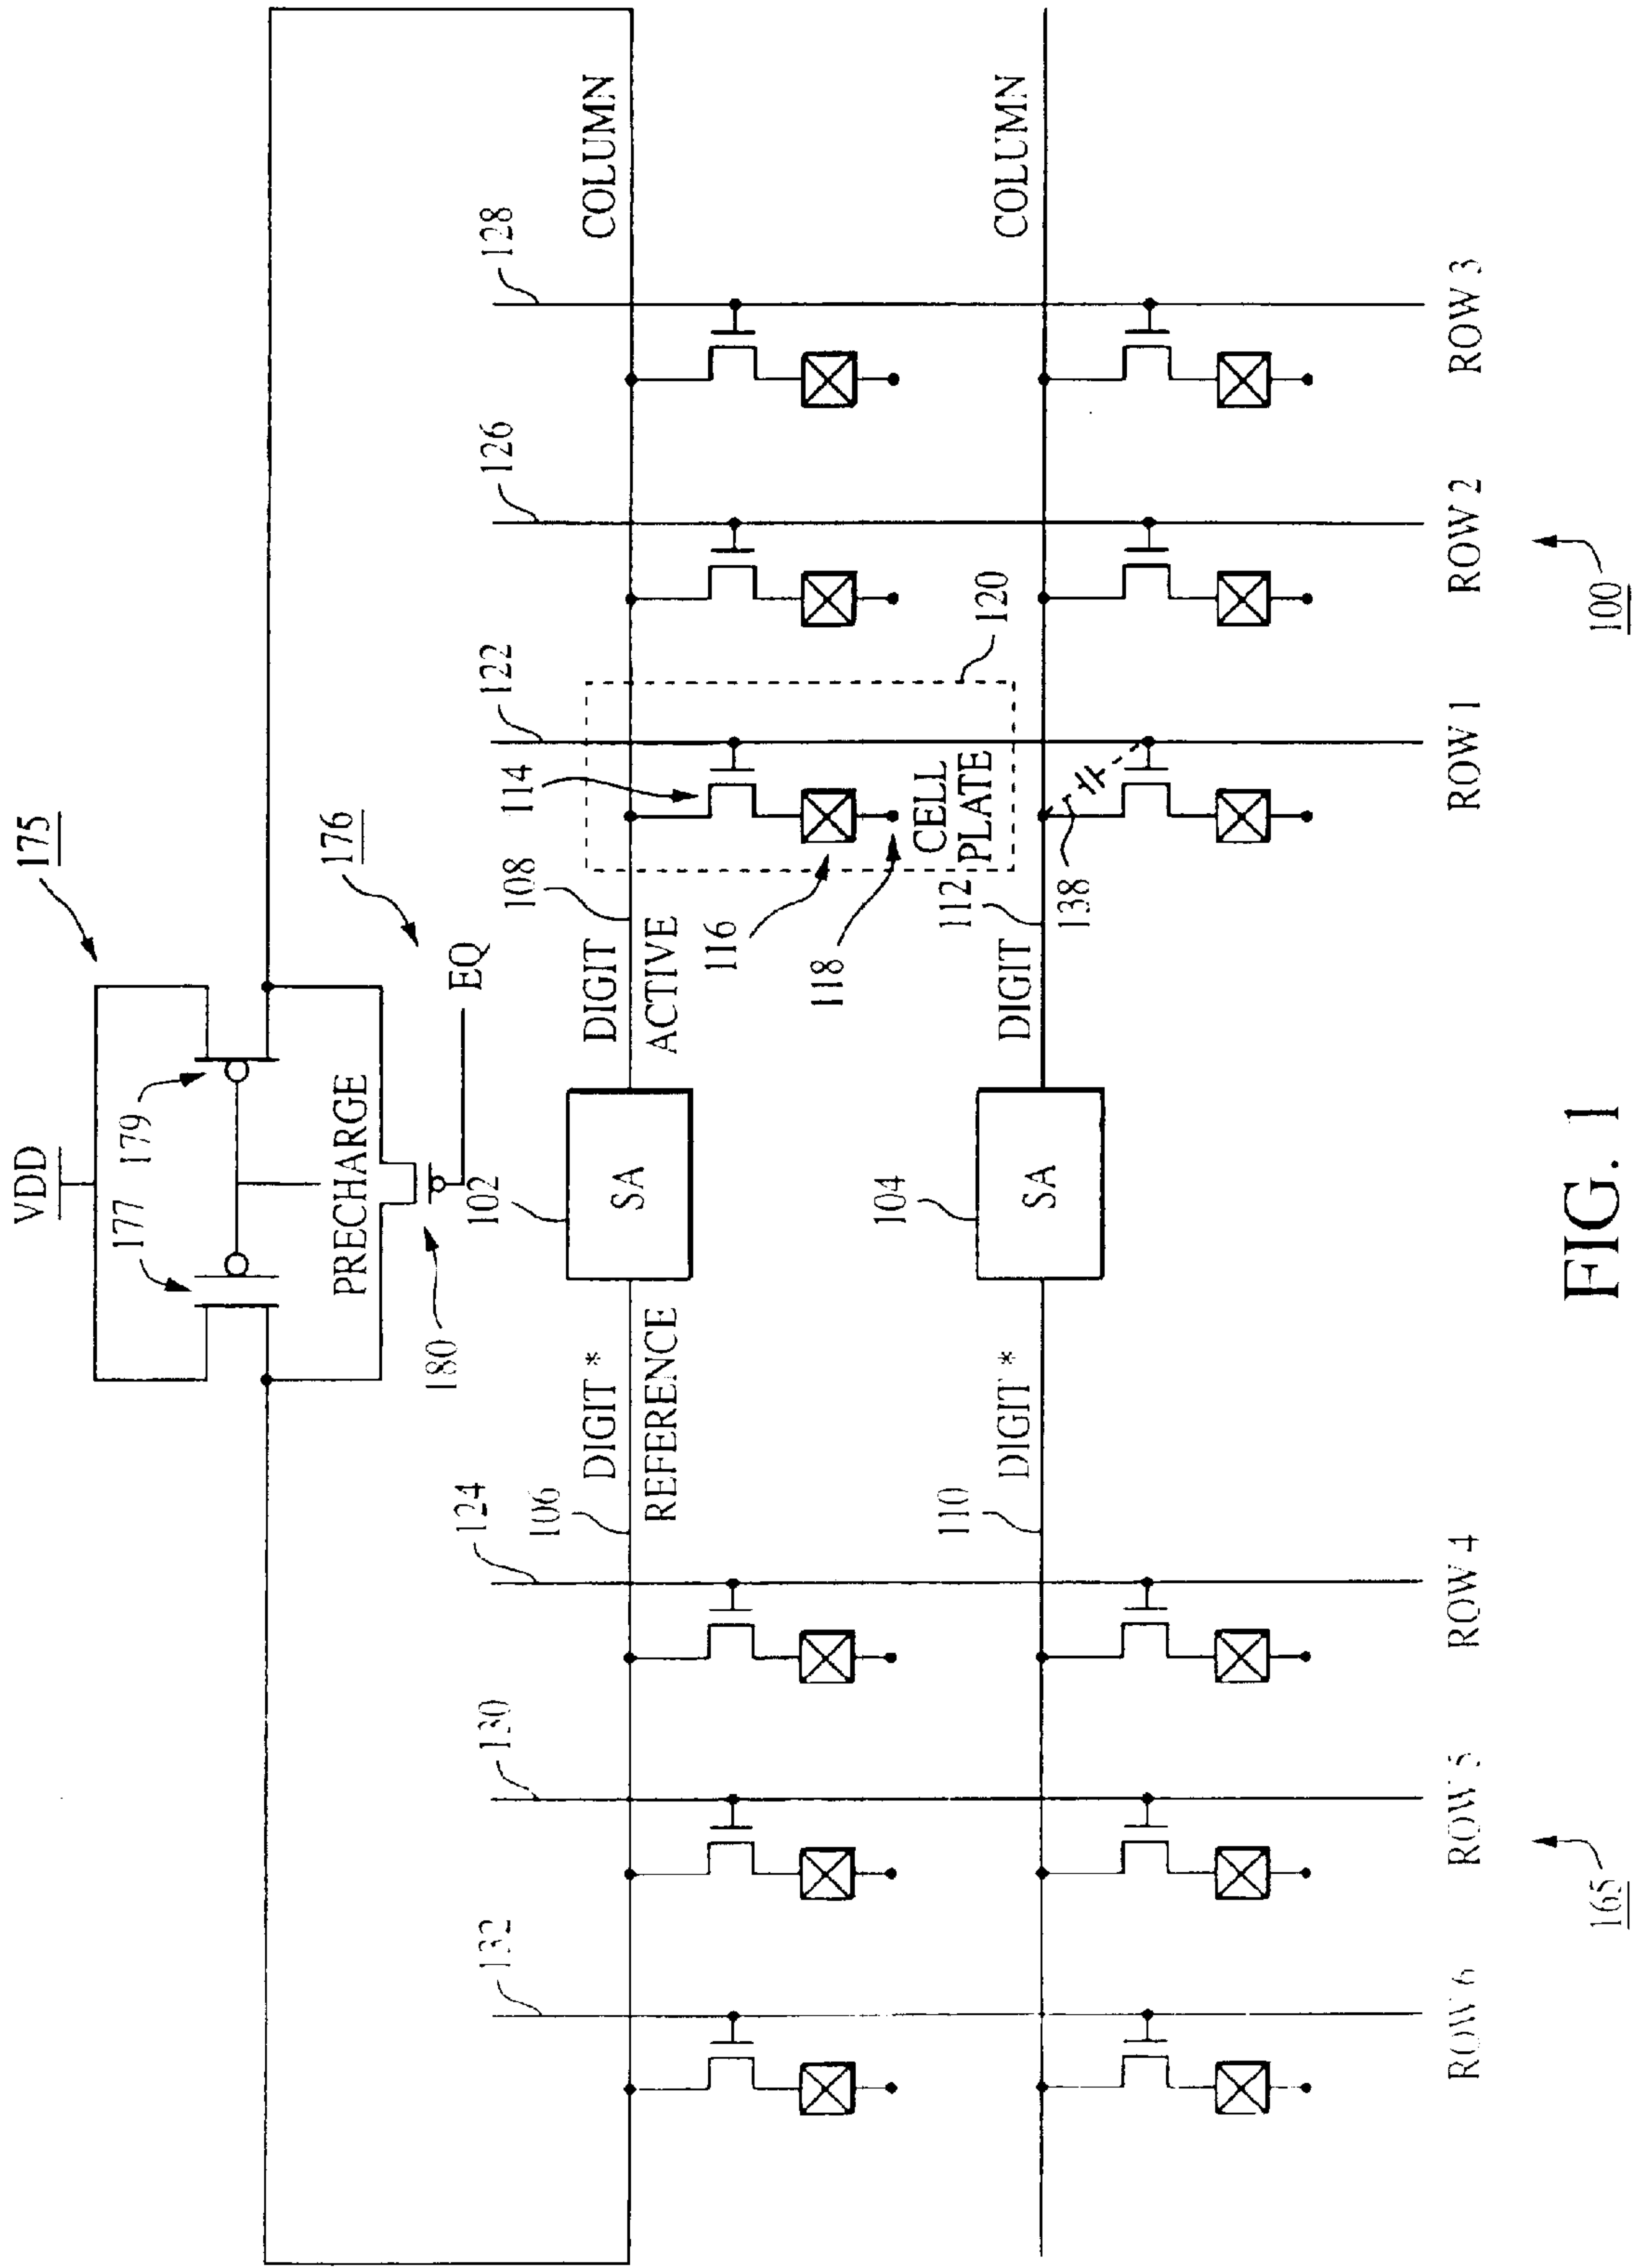 VDD
175
177
179
PRECHARGE
176
180
EQ
132
130
124
102
122
126
128
106
DIGIT *
REFERENCE
SA
DIGIT
ACTIVE
108
114
COLUMN
116
118
CELL
PLATE
120
110
DIGIT *
104
SA
DIGIT
112
138
COLUMN
ROW 6
ROW 5
ROW 4
ROW 1
ROW 2
ROW 3
165
100
FIG. 1